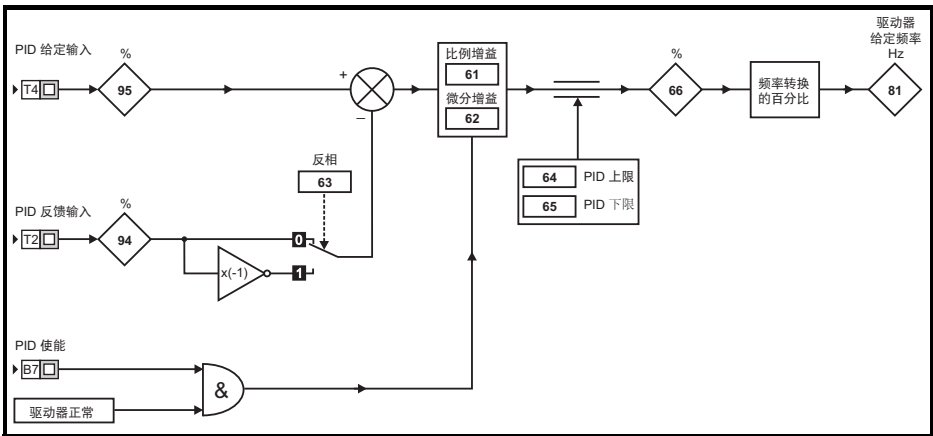 驱动器
给定频率
Hz
PID 给定输入
%
T4
95
+
−
比例增益
61
微分增益
62
%
66
频率转换
的百分比
81
反相
63
64 PID 上限
65 PID 下限
PID 反馈输入
%
T2
94
0
x(-1)
1
PID 使能
B7
&
驱动器正常